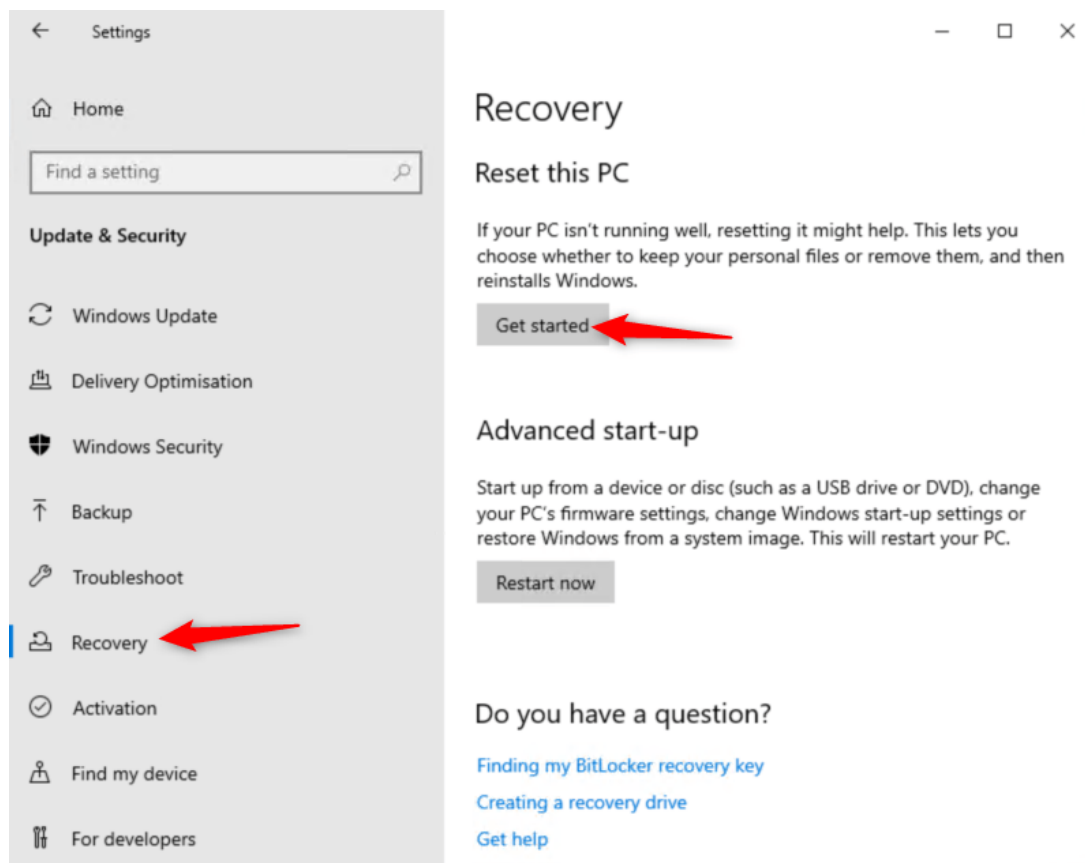 Settings
Home
Find a setting
Update & Security
Windows Update
Delivery Optimisation
Windows Security
Backup
Troubleshoot
Recovery
Activation
Find my device
For developers
Recovery
Reset this PC
If your PC isn't running well, resetting it might help. This lets you
choose whether to keep your personal files or remove them, and then
reinstalls Windows.
Get started
Advanced start-up
Start up from a device or disc (such as a USB drive or DVD), change
your PC's firmware settings, change Windows start-up settings or
restore Windows from a system image. This will restart your PC.
Restart now
Do you have a question?
Finding my BitLocker recovery key
Creating a recovery drive
Get help